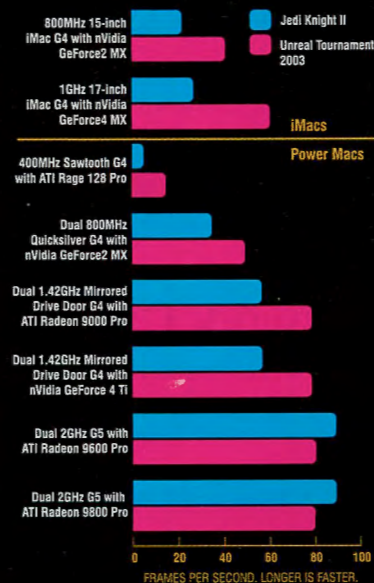 800MHz 15-inch
iMac G4 with nVidia
GeForce2 MX
Jedi Knight II
Unreal Tournament
2003
1GHz 17-inch
iMac G4 with nVidia
GeForce4 MX
iMacs
Power Macs
400MHz Sawtooth G4
with ATI Rage 128 Pro
Dual 800MHz
Quicksilver G4 with
nVidia GeForce2 MX
Dual 1.42GHz Mirrored
Drive Door G4 with
ATI Radeon 9000 Pro
Dual 1.42GHz Mirrored
Drive Door G4 with
nVidia GeForce 4 Ti
Dual 2GHz G5 with
ATI Radeon 9600 Pro
Dual 2GHz G5 with
ATI Radeon 9800 Pro
0 20 40 60 80 100
FRAMES PER SECOND. LONGER IS FASTER.